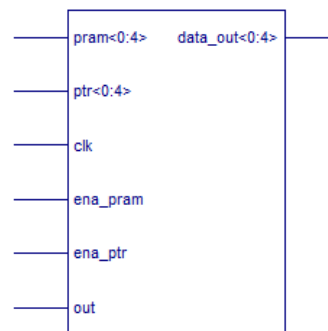 pram<0:4> data_out<0:4>
ptr<0:4>
clk
ena_pram
ena_ptr
out